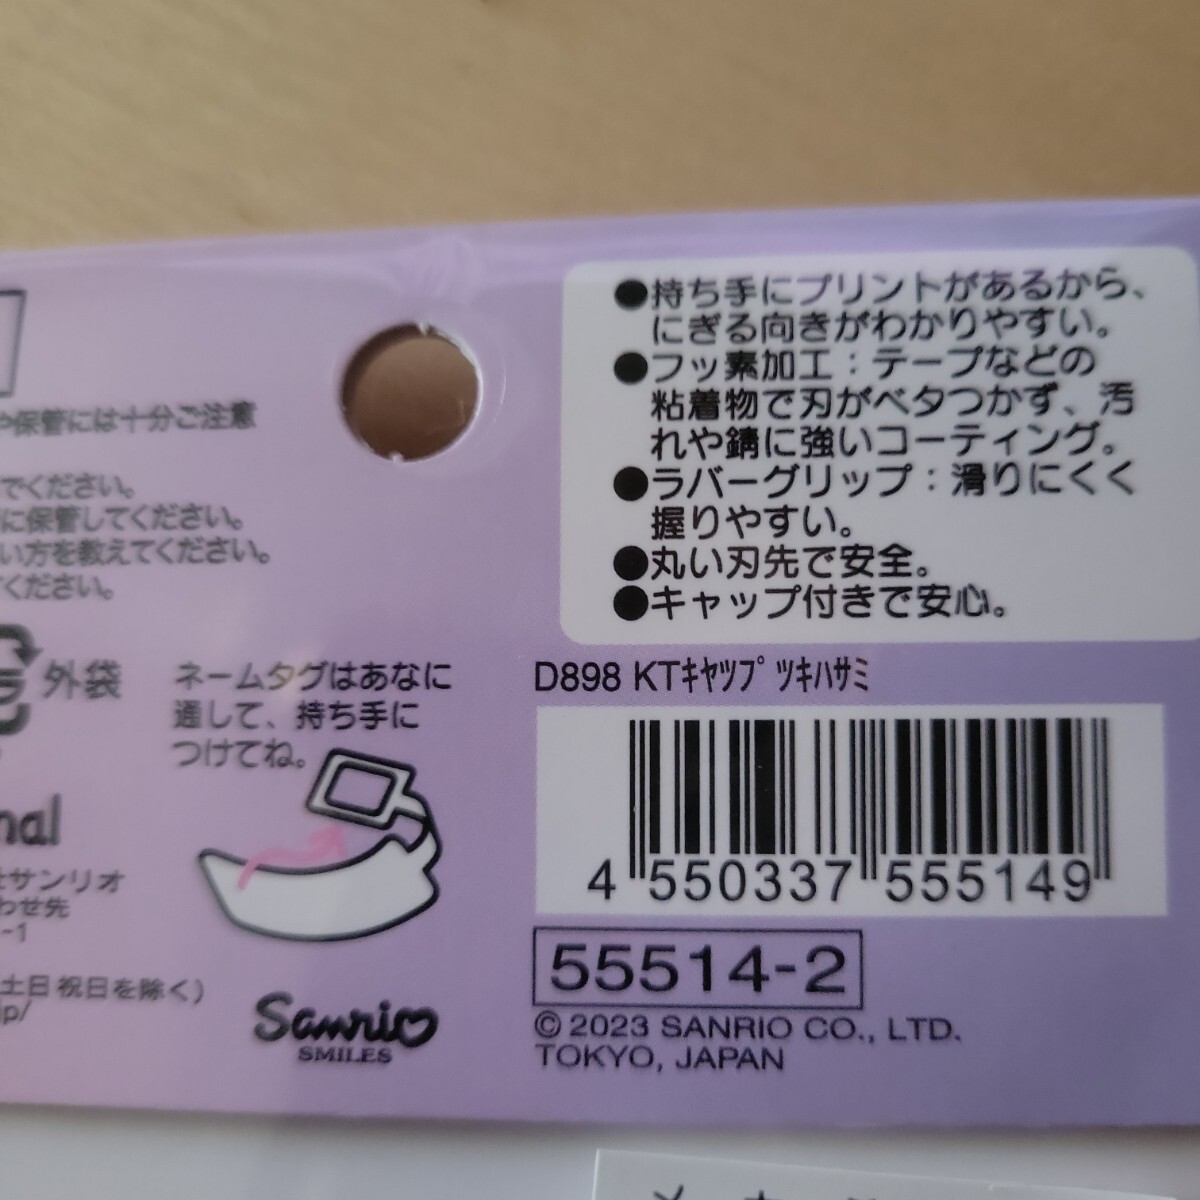 ●持ち手にプリントがあるから、
にぎる向きがわかりやすい。
●フッ素加工：テープなどの
粘着物で刃がベタつかず、汚
れや錆に強いコーティング。
●ラバーグリップ：滑りにくく
握りやすい。
●丸い刃先で安全。
●キャップ付きで安心。
や保管には十分ご注意
でください。
に保管してください。
い方を教えてください。
ください。
外袋
ネームタグはあなに
通して、持ち手に
つけてね。
nal
サンリオ
わせ先
-1
土日祝日を除く)
jp/
Sanrio
SMILES
D898 KTｷﾔﾂﾌﾟ ﾂｷﾊｻﾐ
4 550337 555149
55514-2
© 2023 SANRIO CO., LTD.
TOKYO, JAPAN